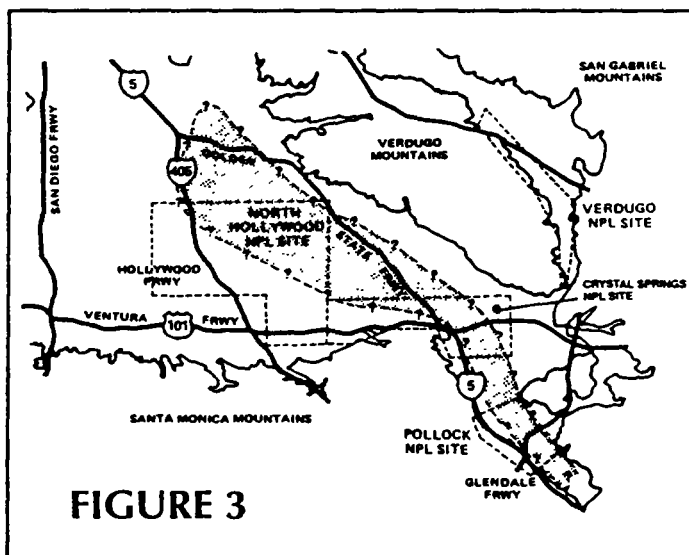 SAN GABRIEL
MOUNTAINS
5
?
VERDUGO
MOUNTAINS
SAN DIEGO FRWY
GOLDEN
405
?
?
NORTH
HOLLYWOOD
NPL SITE
VERDUGO
NPL SITE
STATE FRWY
?
?
HOLLYWOOD
FRWY
?
?
CRYSTAL SPRINGS
NPL SITE
VENTURA
101
FRWY
5
SANTA MONICA MOUNTAINS
POLLOCK
NPL SITE
GLENDALE
FRWY
FIGURE 3